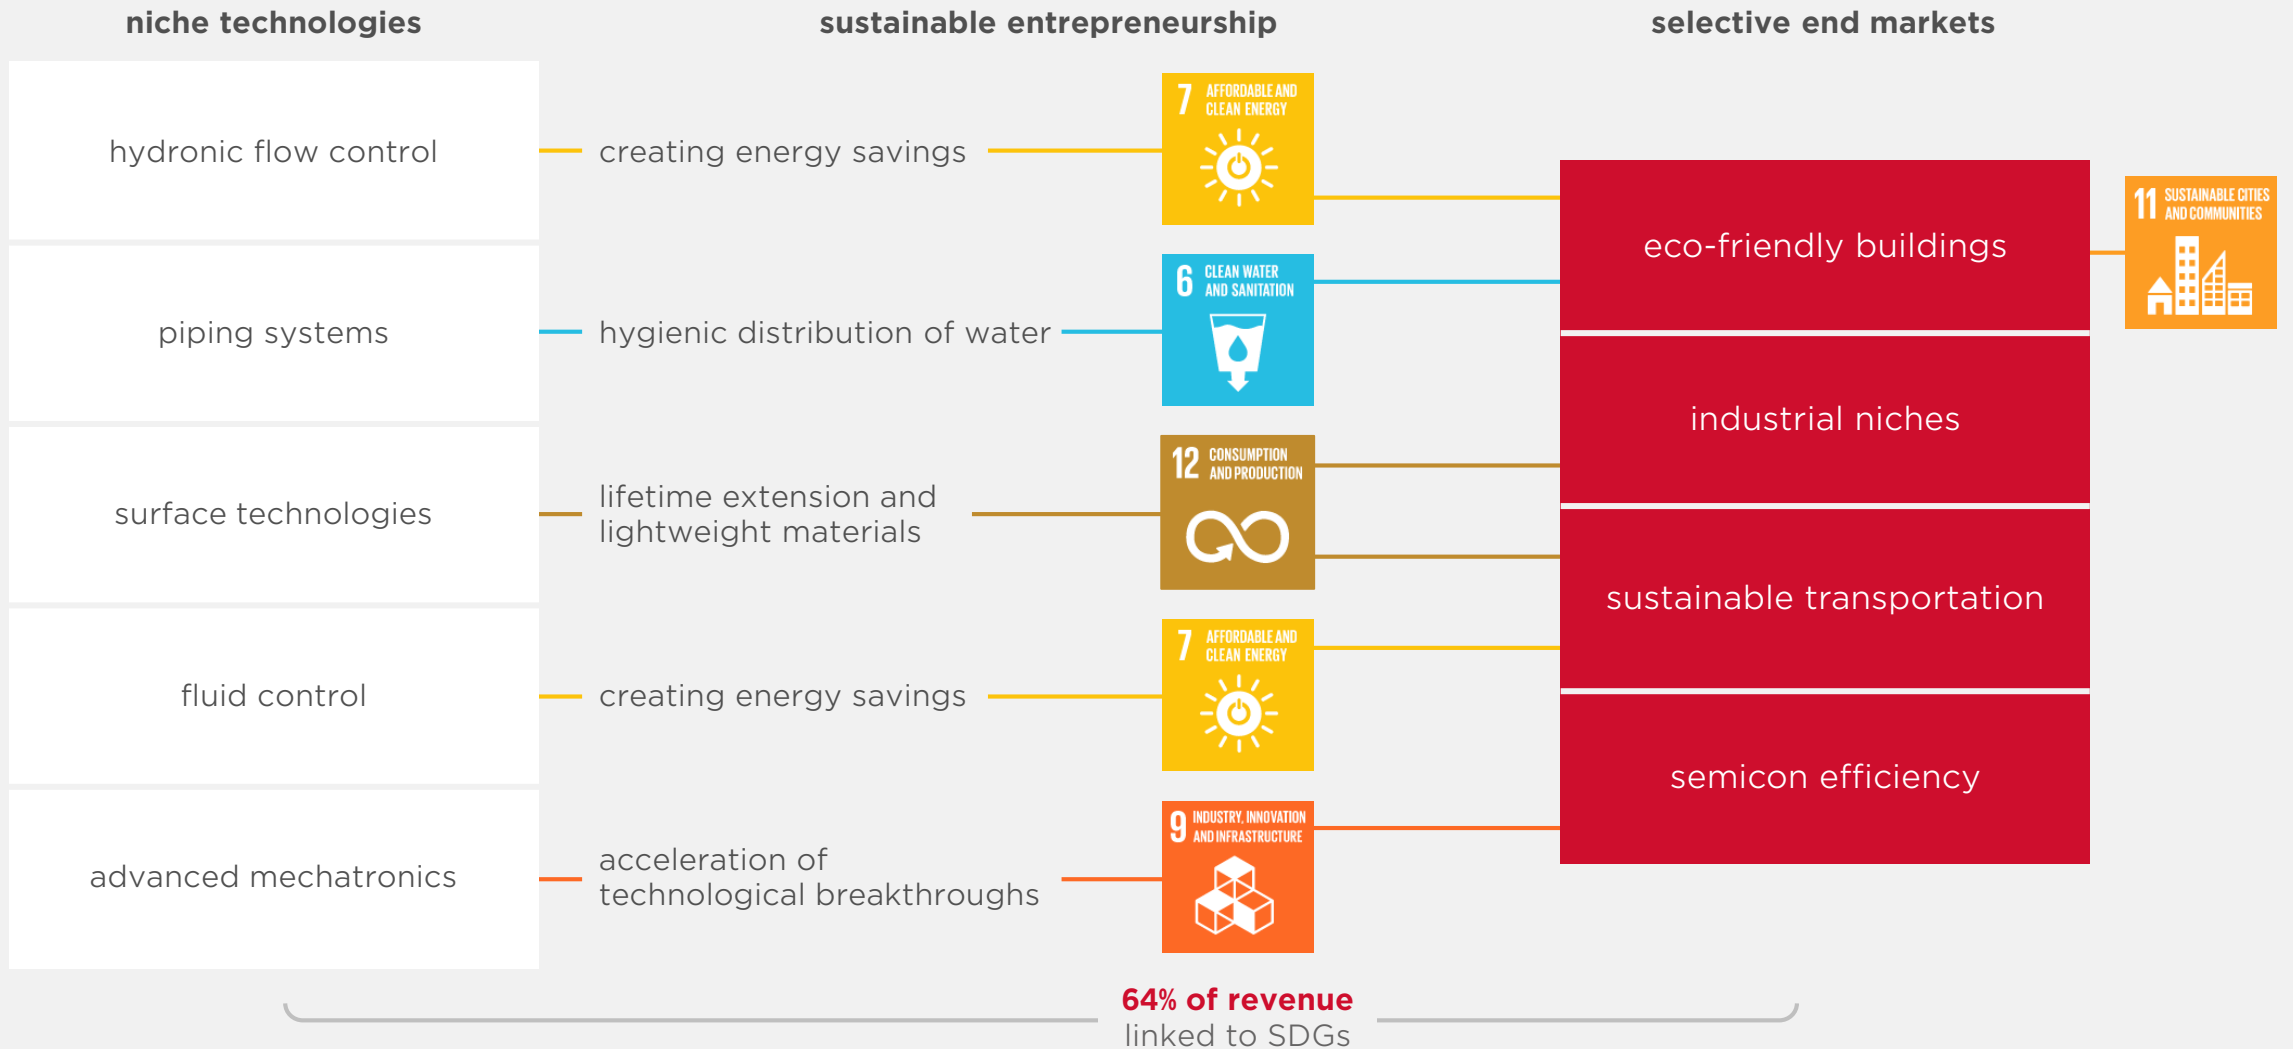 niche technologies
sustainable entrepreneurship
selective end markets
hydronic flow control
creating energy savings
7 AFFORDABLE AND
CLEAN ENERGY
piping systems
hygienic distribution of water
6 CLEAN WATER
AND SANITATION
surface technologies
lifetime extension and
lightweight materials
12 CONSUMPTION
AND PRODUCTION
fluid control
creating energy savings
7 AFFORDABLE AND
CLEAN ENERGY
advanced mechatronics
acceleration of
technological breakthroughs
9 INDUSTRY, INNOVATION
AND INFRASTRUCTURE
eco-friendly buildings
industrial niches
sustainable transportation
semicon efficiency
11 SUSTAINABLE CITIES
AND COMMUNITIES
64% of revenue
linked to SDGs